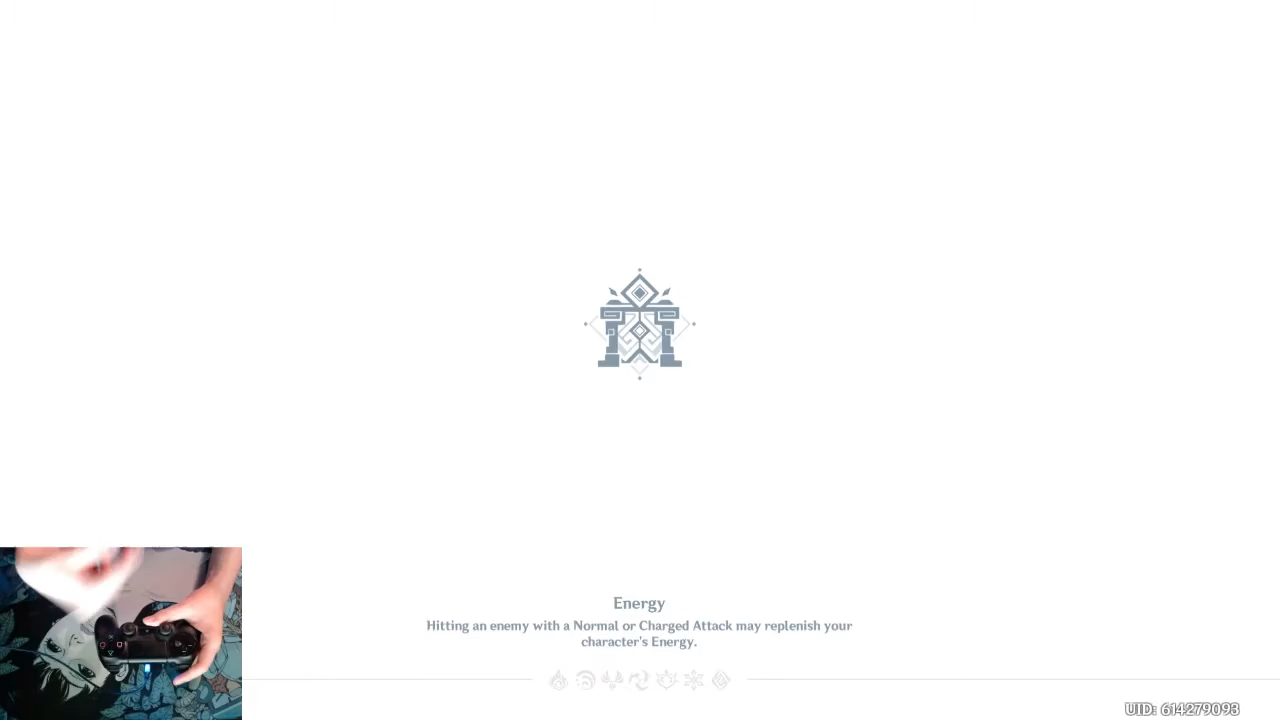 Energy
Hitting an enemy with a Normal or Charged Attack may replenish your
character's Energy.
UID: 614279093